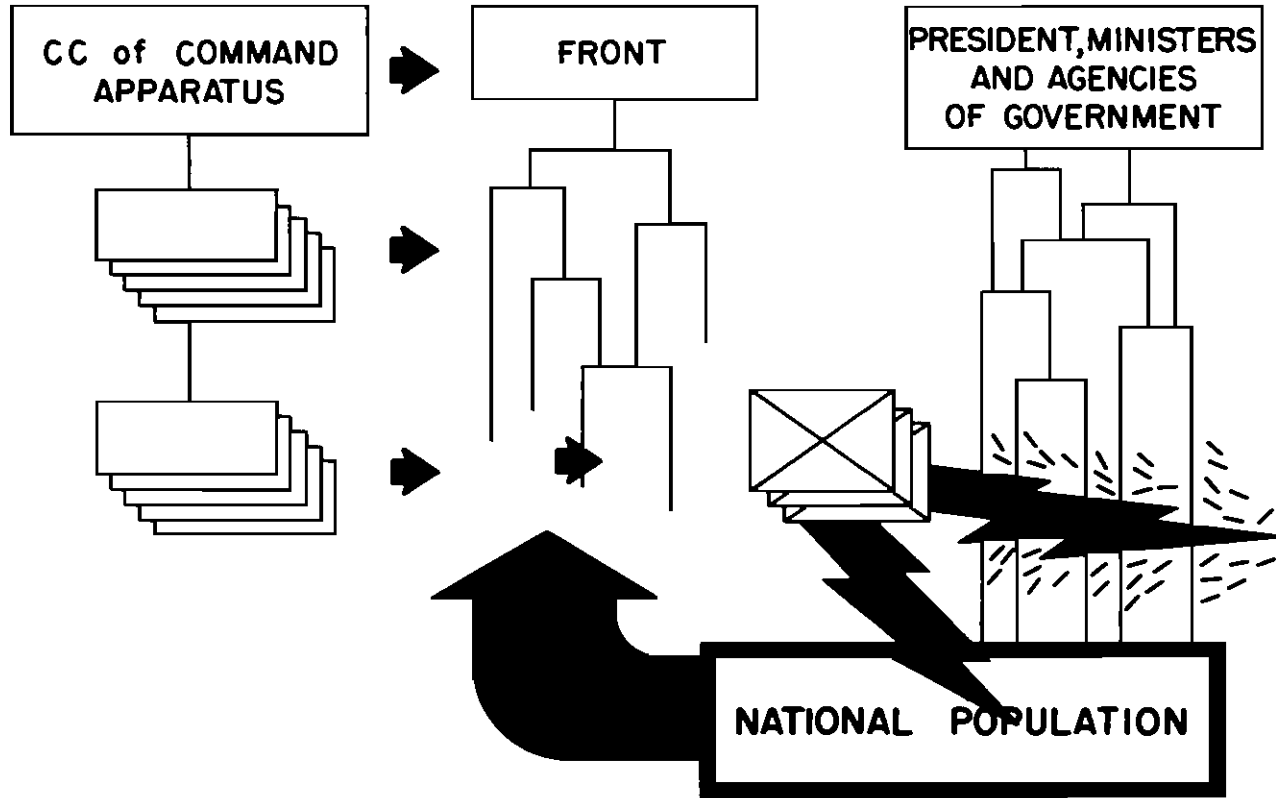 CC of COMMAND
APPARATUS
FRONT
PRESIDENT, MINISTERS
AND AGENCIES
OF GOVERNMENT
NATIONAL POPULATION